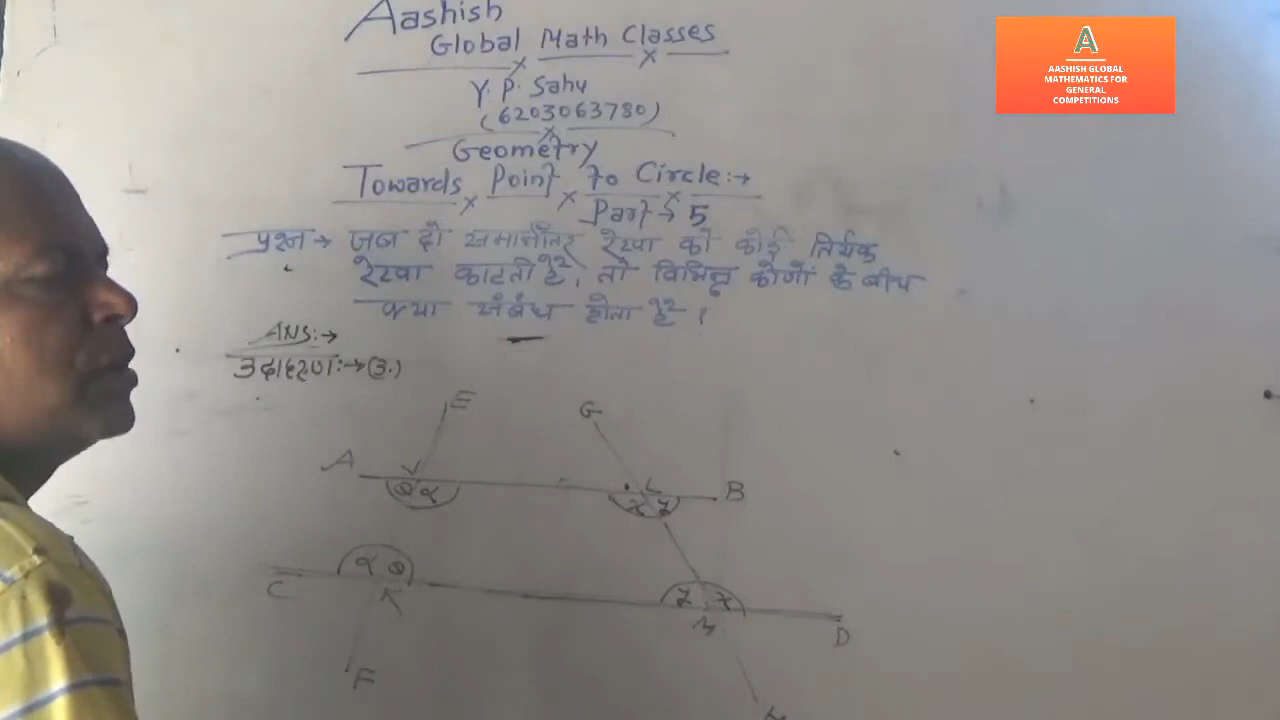 Aashish
Global Math Classes
Y. P. Sahu
(6203063780)
Geometry
Towards Point to Circle:→
Part → 5
प्रश्न → जब दो समानांतर रेखा को कोई तिर्यक
रेखा काटती है, तो विभिन्न कोणों के बीच
क्या संबंध होता है ?
ANS:→
उदाहरण:→(3.)
E
G
A
B
L
θ α
x z
α θ
z x
C
K
M
D
F
H
A
AASHISH GLOBAL
MATHEMATICS FOR
GENERAL
COMPETITIONS